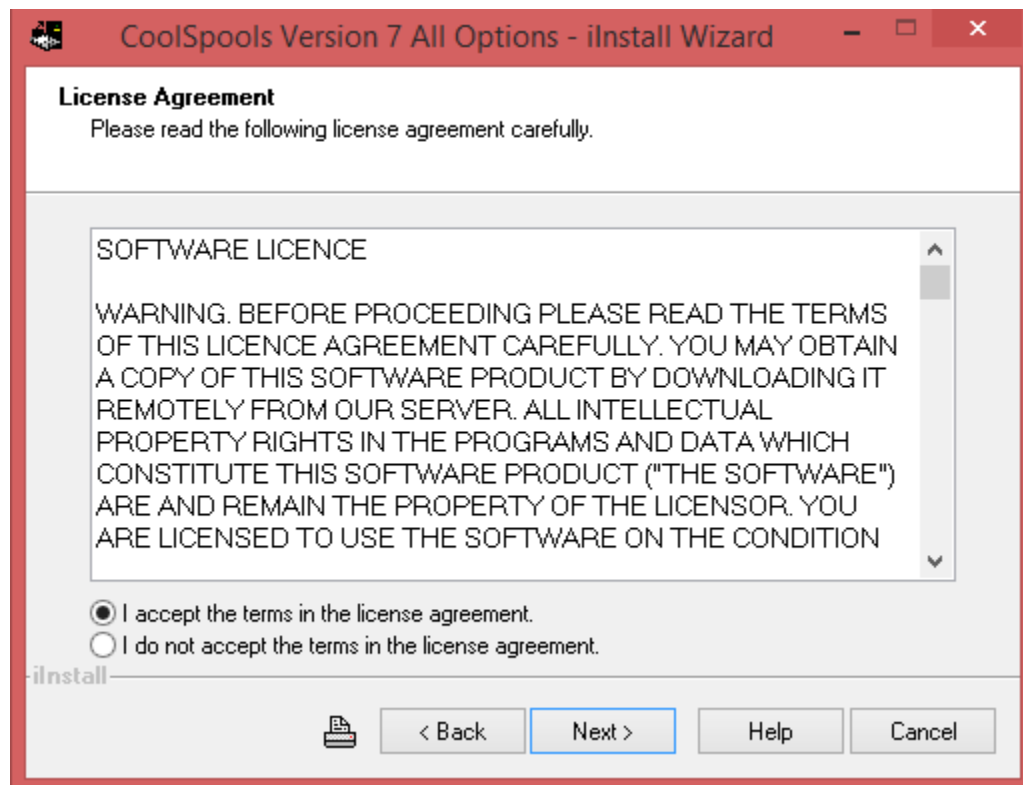 CoolSpools Version 7 All Options - iInstall Wizard
License Agreement
Please read the following license agreement carefully.
SOFTWARE LICENCE
WARNING. BEFORE PROCEEDING PLEASE READ THE TERMS
OF THIS LICENCE AGREEMENT CAREFULLY. YOU MAY OBTAIN
A COPY OF THIS SOFTWARE PRODUCT BY DOWNLOADING IT
REMOTELY FROM OUR SERVER. ALL INTELLECTUAL
PROPERTY RIGHTS IN THE PROGRAMS AND DATA WHICH
CONSTITUTE THIS SOFTWARE PRODUCT ("THE SOFTWARE")
ARE AND REMAIN THE PROPERTY OF THE LICENSOR. YOU
ARE LICENSED TO USE THE SOFTWARE ON THE CONDITION
I accept the terms in the license agreement.
I do not accept the terms in the license agreement.
iInstall
< Back Next > Help Cancel